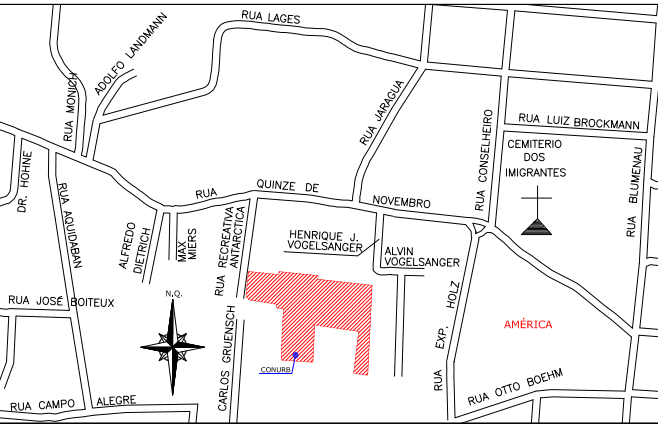 RUA LAGES
ADOLFO LANDMANN
RUA MONICH
RUA JARAGUA
RUA CONSELHEIRO
RUA LUIZ BROCKMANN
CEMITERIO
DOS
IMIGRANTES
RUA BLUMENAU
DR. HOHNE
RUA AQUIDABAN
RUA QUINZE DE NOVEMBRO
ALFREDO
DIETRICH
MAX
MIERS
RUA RECREATIVA
ANTARCTICA
HENRIQUE J.
VOGELSANGER
ALVIN
VOGELSANGER
N.Q.
RUA JOSÉ BOITEUX
CARLOS GRUENSCH
RUA EXP. HOLZ
AMÉRICA
CONURB
RUA OTTO BOEHM
RUA CAMPO ALEGRE